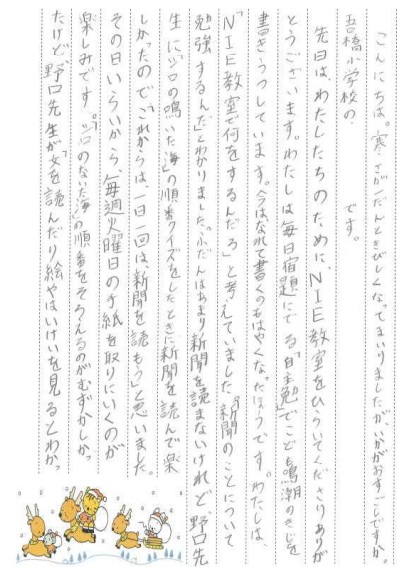 こんにちは。寒さがだんだんときびしくなってまいりましたが、いかがおすごしですか。
吾橋小学校の　　　です。
先日は、わたしたちのために、NIE教室をひらいてくださりありが
とうございます。わたしは毎日宿題にでる「自主勉」でこども鳴潮のきじを
書きうつしています。今は、なれて書くのもはやくなったほうです。わたしは、
「NIE教室で何をするんだろ」と考えていました。「新聞のことについて
勉強するんだ」とわかりました。ふだんはあまり新聞を読まないけれど、野口先
生に、「ジロの鳴いた海」の順番クイズをしたときに新聞を読んで楽
しかったので、「これからは、一日一回は新聞を読もう」と思いました。
その日いらいから、毎週火曜日の手紙を取りにいくのが
楽しみです。「ジロのないた海」の順番をそろえるのがむずかしかっ
たけど、野口先生が文を読んだり絵やはいけいを見るとわかっ